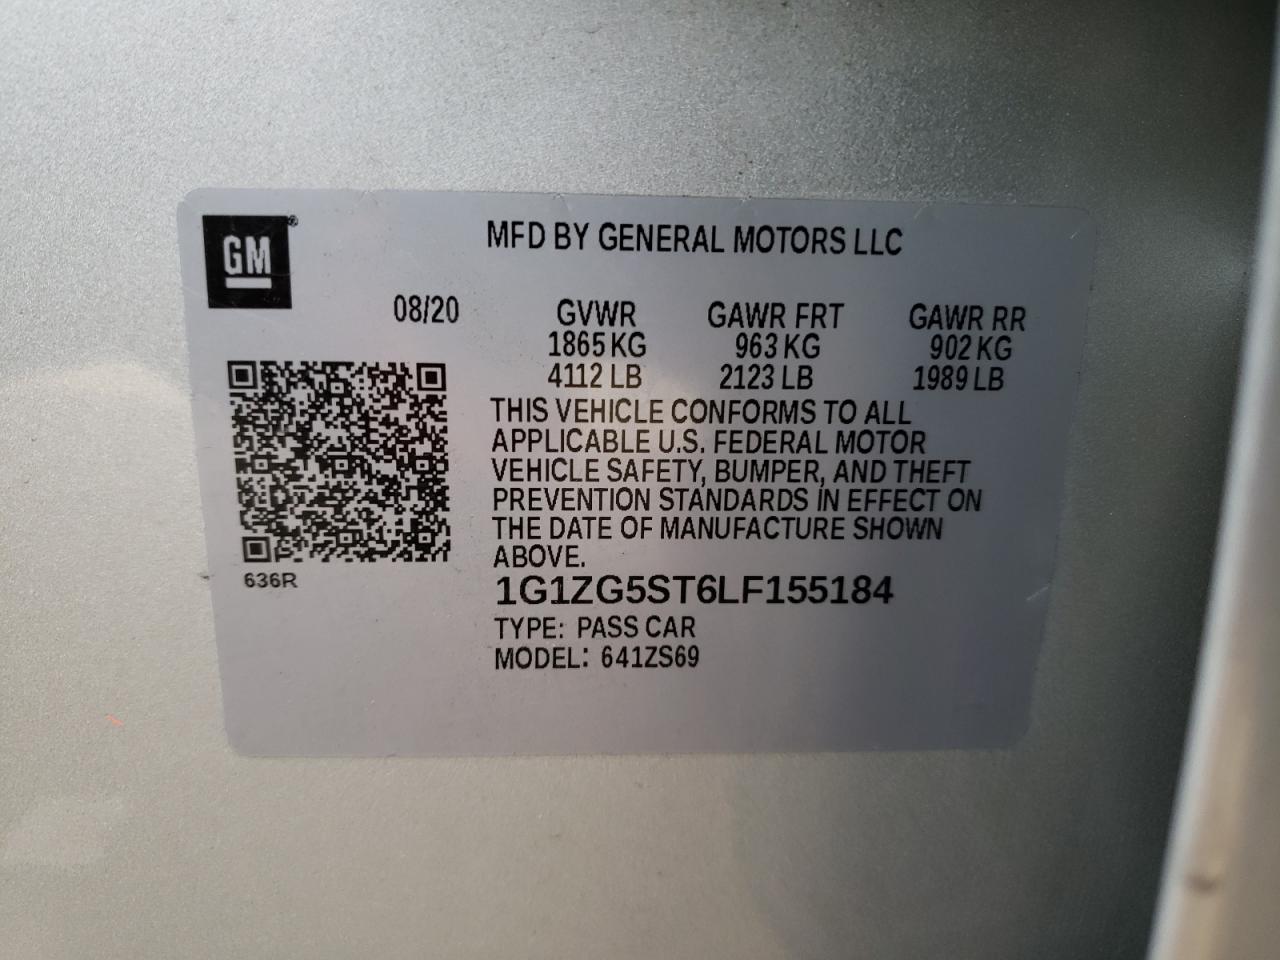 GM
MFD BY GENERAL MOTORS LLC
08/20 GVWR GAWR FRT GAWR RR
1865 KG 963 KG 902 KG
4112 LB 2123 LB 1989 LB
THIS VEHICLE CONFORMS TO ALL
APPLICABLE U.S. FEDERAL MOTOR
VEHICLE SAFETY, BUMPER, AND THEFT
PREVENTION STANDARDS IN EFFECT ON
THE DATE OF MANUFACTURE SHOWN
ABOVE.
636R
1G1ZG5ST6LF155184
TYPE: PASS CAR
MODEL: 641ZS69